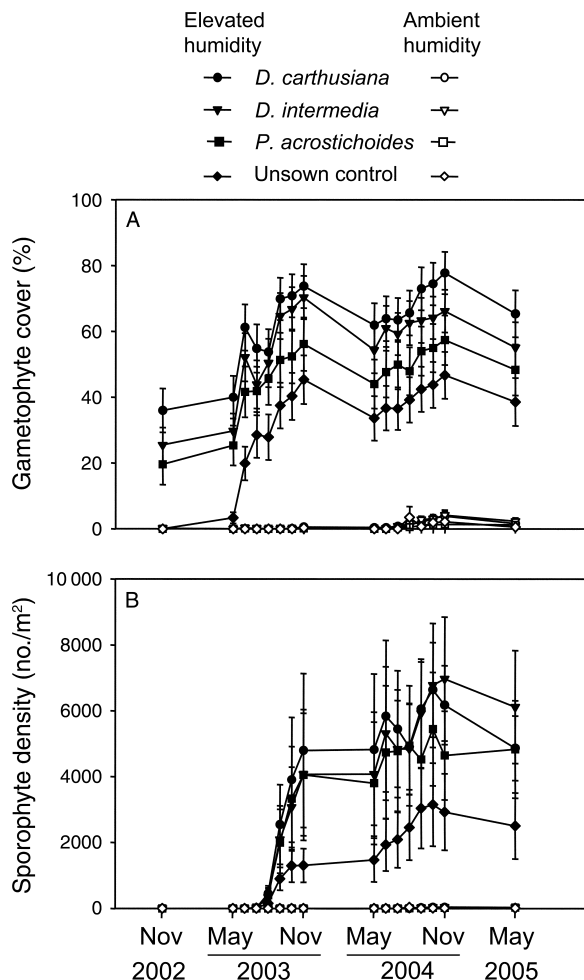 Elevated humidity Ambient humidity
D. carthusiana
D. intermedia
P. acrostichoides
Unsown control
A
Gametophyte cover (%)
100
80
60
40
20
0
B
Sporophyte density (no./m²)
10 000
8000
6000
4000
2000
0
Nov May Nov May Nov May
2002 2003 2004 2005